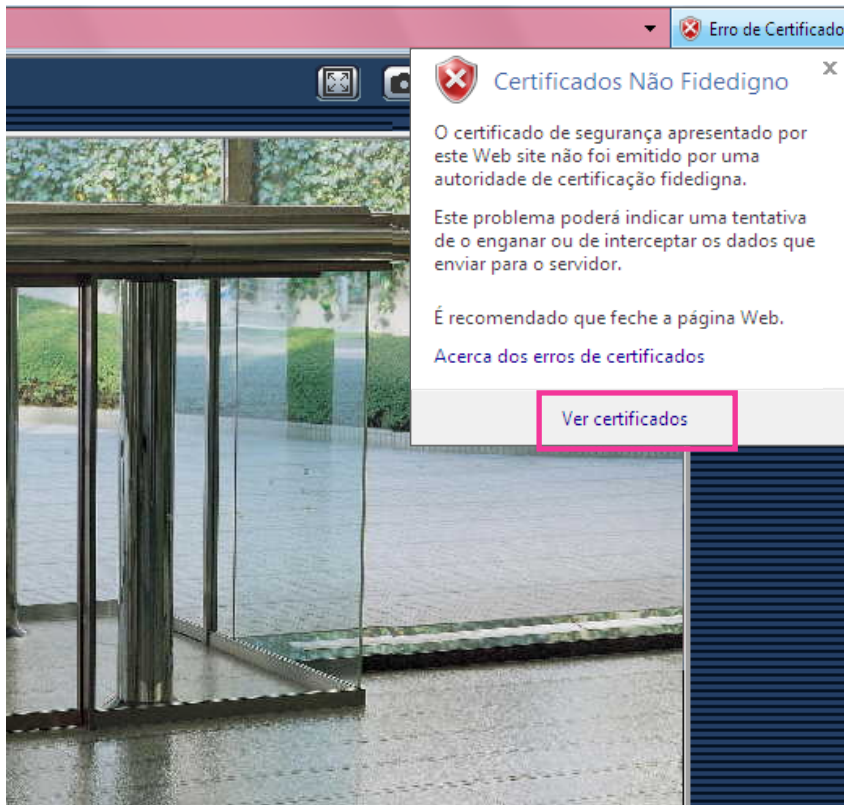 Erro de Certificado
Certificados Não Fidedigno
O certificado de segurança apresentado por
este Web site não foi emitido por uma
autoridade de certificação fidedigna.
Este problema poderá indicar uma tentativa
de o enganar ou de interceptar os dados que
enviar para o servidor.
É recomendado que feche a página Web.
Acerca dos erros de certificados
Ver certificados